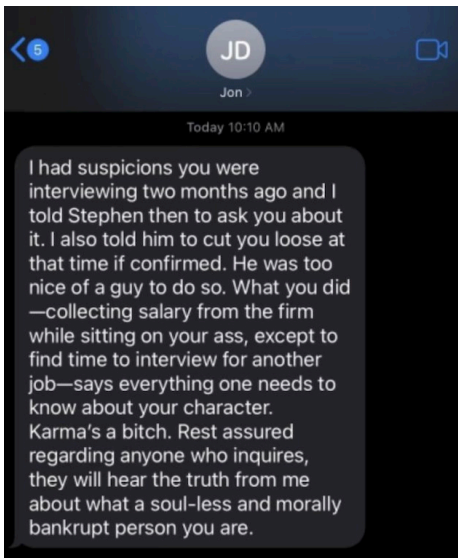 5
JD
Jon >
Today 10:10 AM
I had suspicions you were
interviewing two months ago and I
told Stephen then to ask you about
it. I also told him to cut you loose at
that time if confirmed. He was too
nice of a guy to do so. What you did
—collecting salary from the firm
while sitting on your ass, except to
find time to interview for another
job—says everything one needs to
know about your character.
Karma’s a bitch. Rest assured
regarding anyone who inquires,
they will hear the truth from me
about what a soul-less and morally
bankrupt person you are.